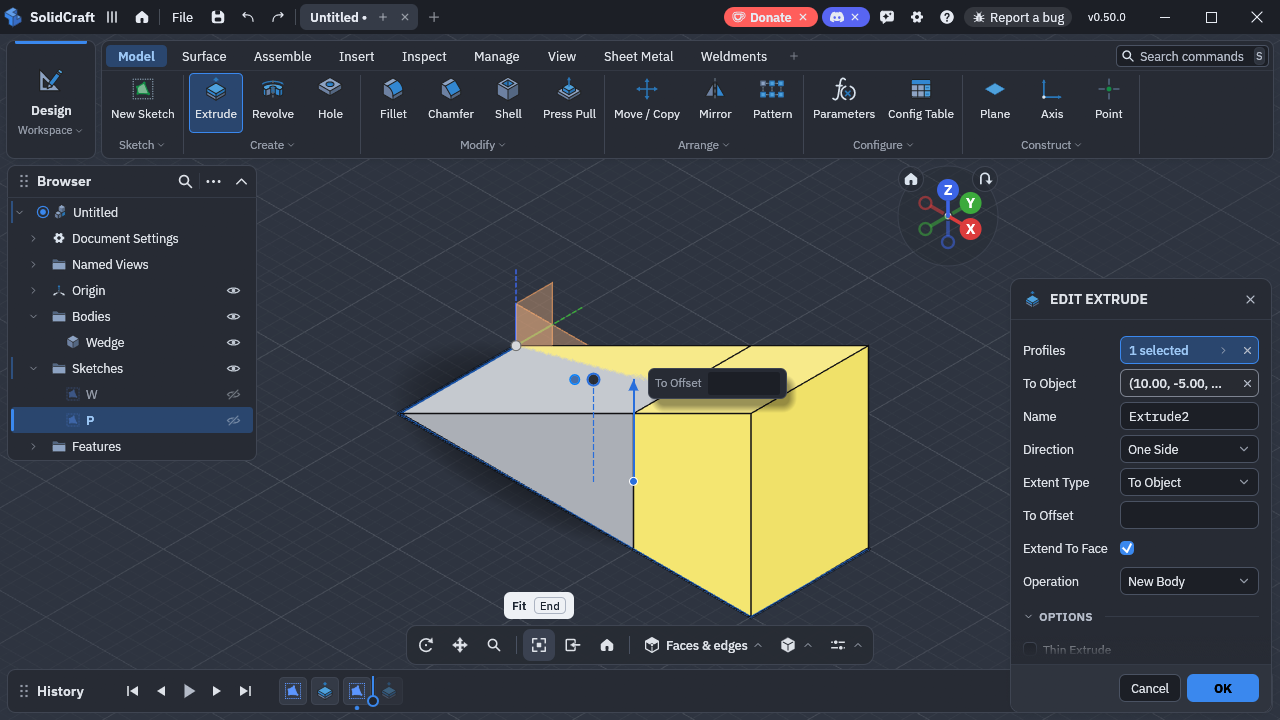 SolidCraft
File
Untitled •
Donate
Report a bug
v0.50.0
Design
Workspace
Model
Surface
Assemble
Insert
Inspect
Manage
View
Sheet Metal
Weldments
Search commands
S
New Sketch
Extrude
Revolve
Hole
Fillet
Chamfer
Shell
Press Pull
Move / Copy
Mirror
Pattern
Parameters
Config Table
Plane
Axis
Point
Sketch
Create
Modify
Arrange
Configure
Construct
Browser
Untitled
Document Settings
Named Views
Origin
Bodies
Wedge
Sketches
W
P
Features
Z
Y
X
To Offset
EDIT EXTRUDE
Profiles
1 selected
To Object
(10.00, -5.00, ...
Name
Extrude2
Direction
One Side
Extent Type
To Object
To Offset
Extend To Face
Operation
New Body
OPTIONS
Thin Extrude
Cancel
OK
Fit
End
Faces & edges
History